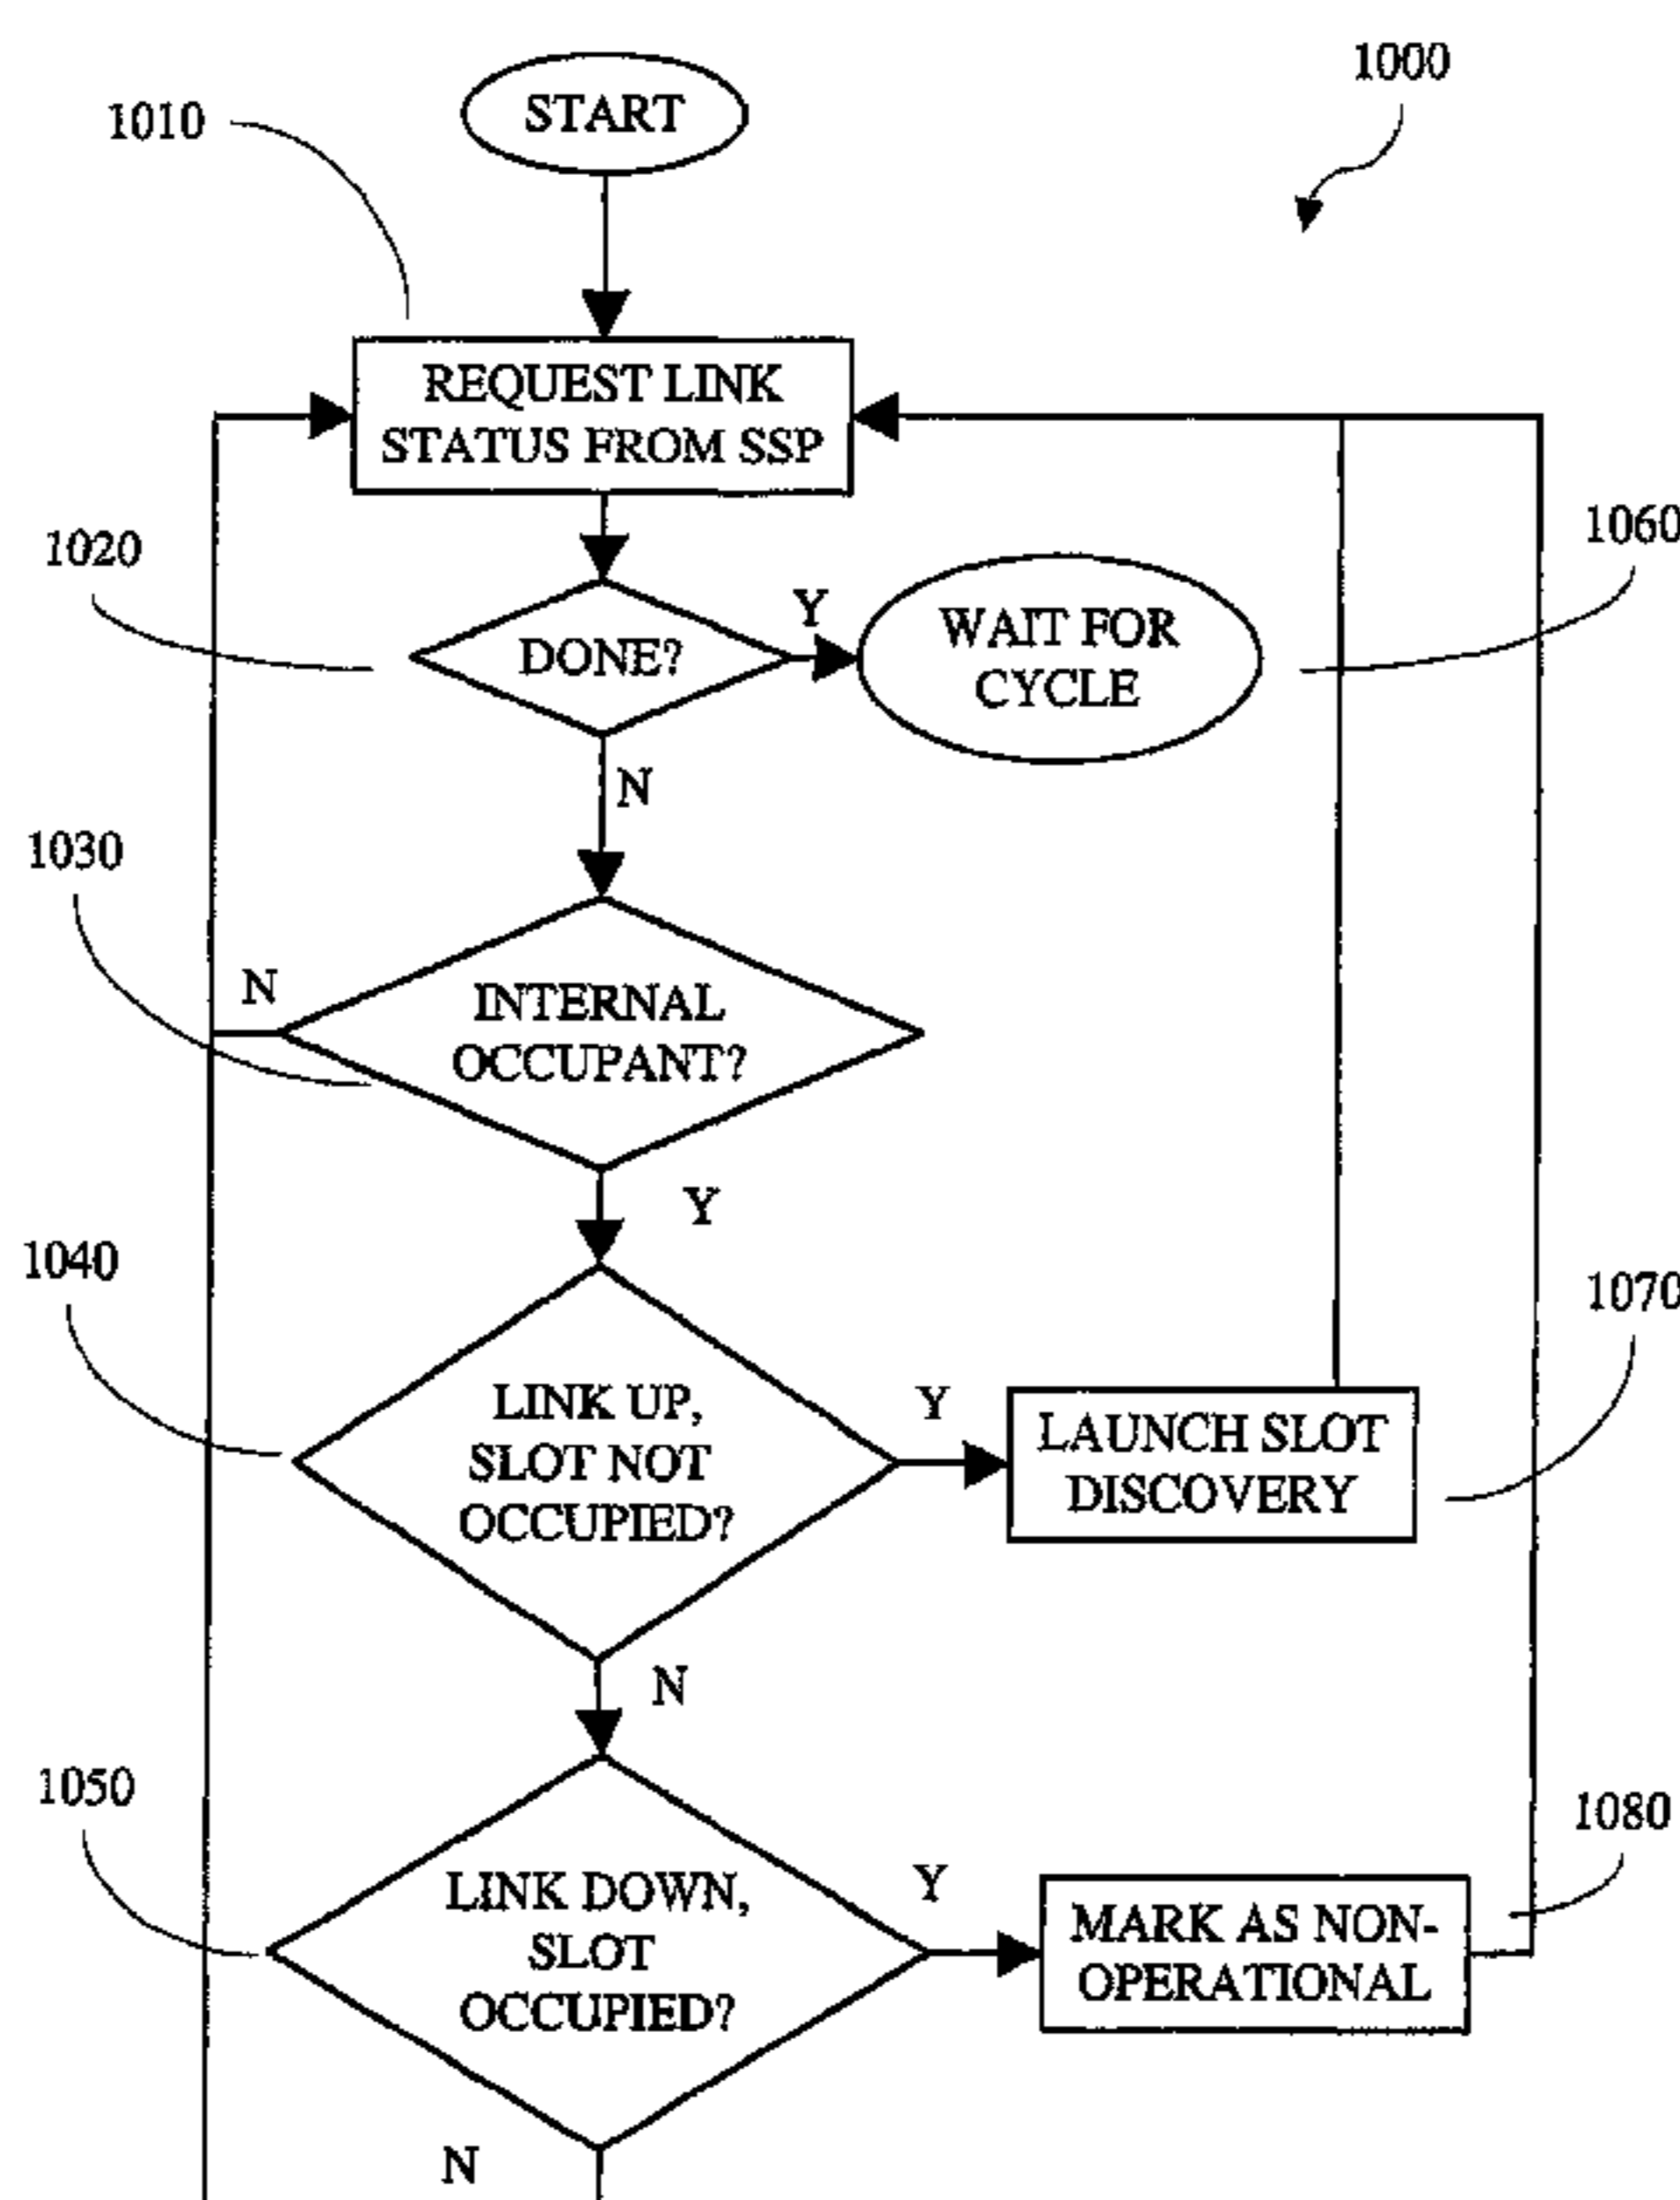 1000
START
1010
REQUEST LINK
STATUS FROM SSP
1020
DONE?
Y
WAIT FOR
CYCLE
1060
N
1030
N
INTERNAL
OCCUPANT?
Y
1040
LINK UP,
SLOT NOT
OCCUPIED?
Y
LAUNCH SLOT
DISCOVERY
1070
N
1050
LINK DOWN,
SLOT
OCCUPIED?
Y
MARK AS NON-
OPERATIONAL
1080
N